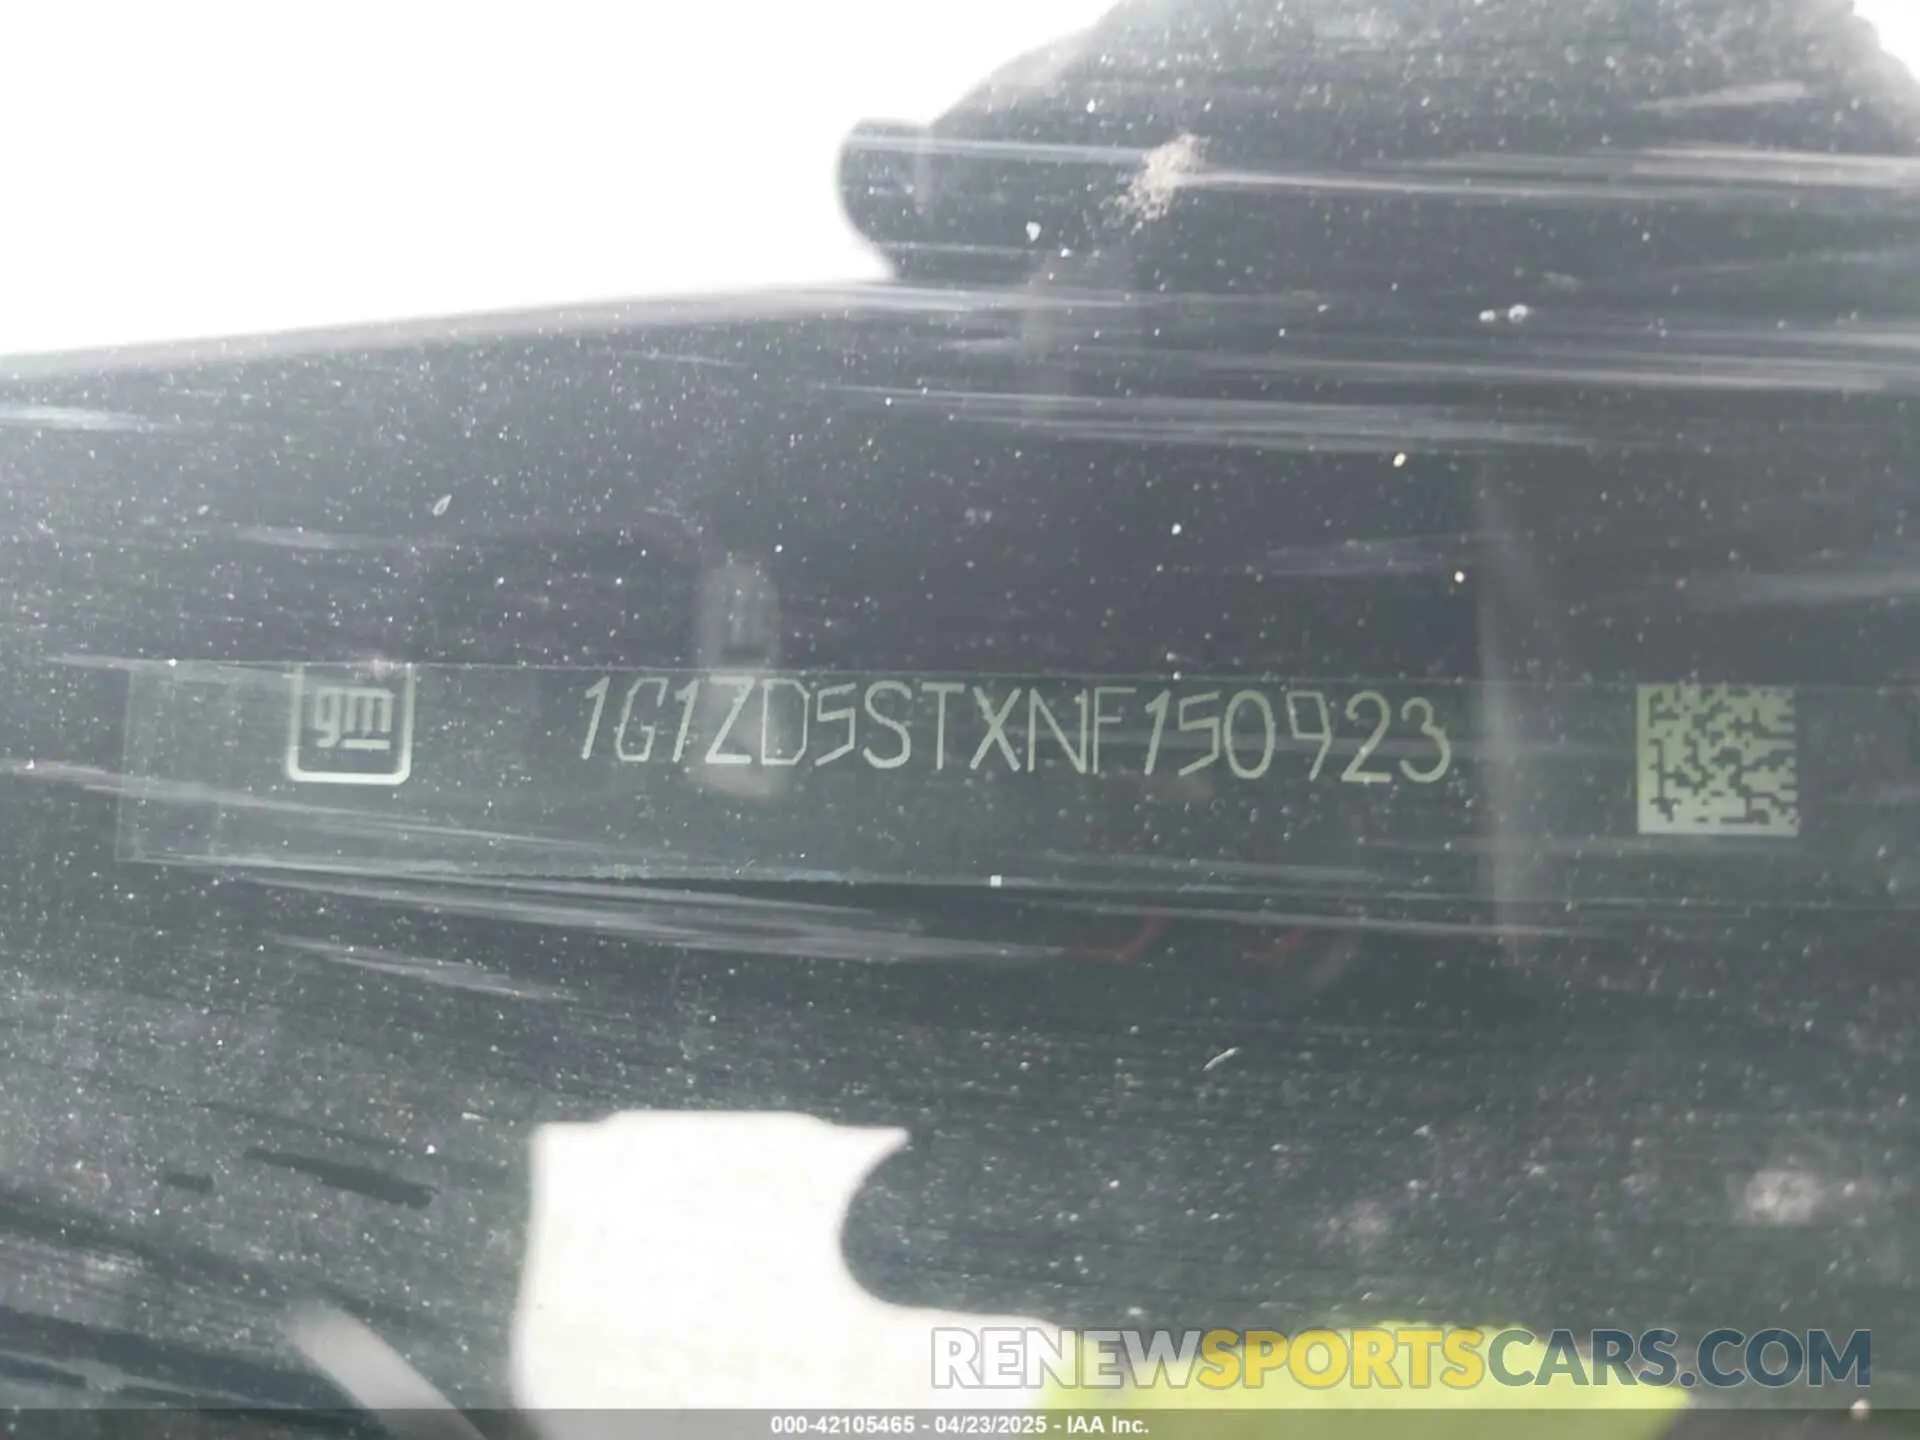 gm 1G1ZD5STXNF150923
RENEWSPORTSCARS.COM
000-42105465 - 04/23/2025 - IAA Inc.